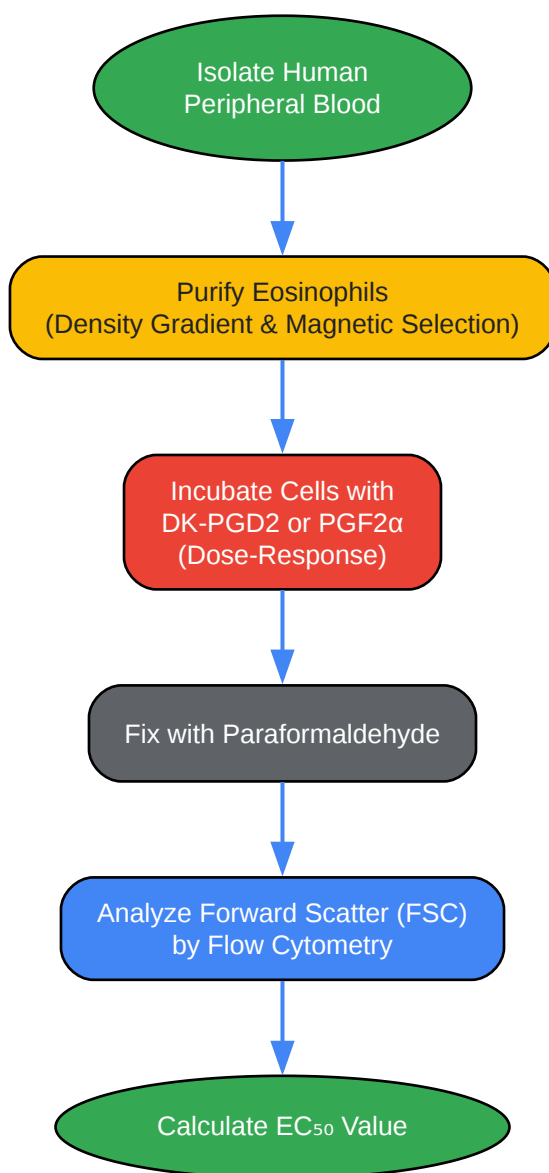 Isolate Human
Peripheral Blood
Purify Eosinophils
(Density Gradient & Magnetic Selection)
Incubate Cells with
DK-PGD2 or PGF2α
(Dose-Response)
Fix with Paraformaldehyde
Analyze Forward Scatter (FSC)
by Flow Cytometry
Calculate EC₅₀ Value